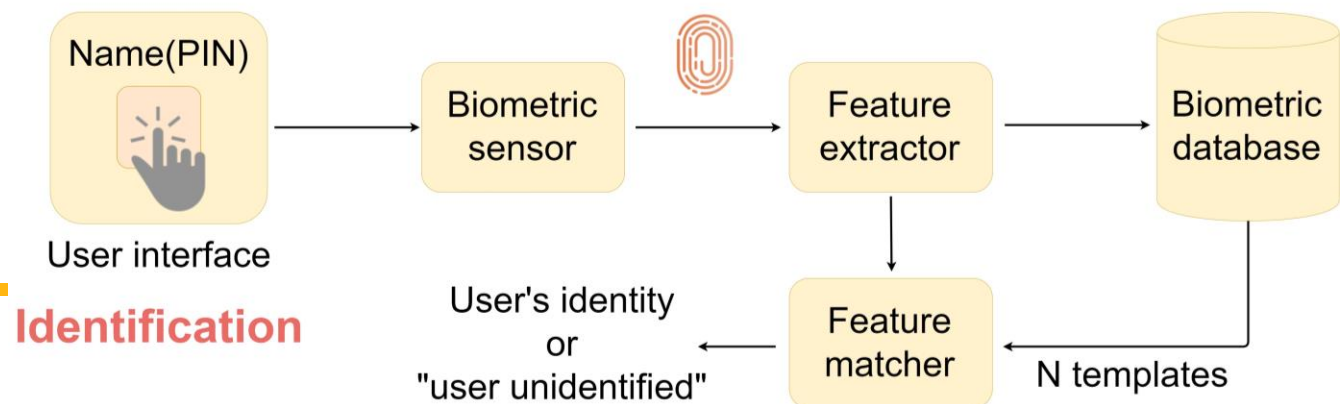 Name(PIN)
User interface
Identification
Biometric
sensor
Feature
extractor
Biometric
database
Feature
matcher
N templates
User's identity
or
"user unidentified"